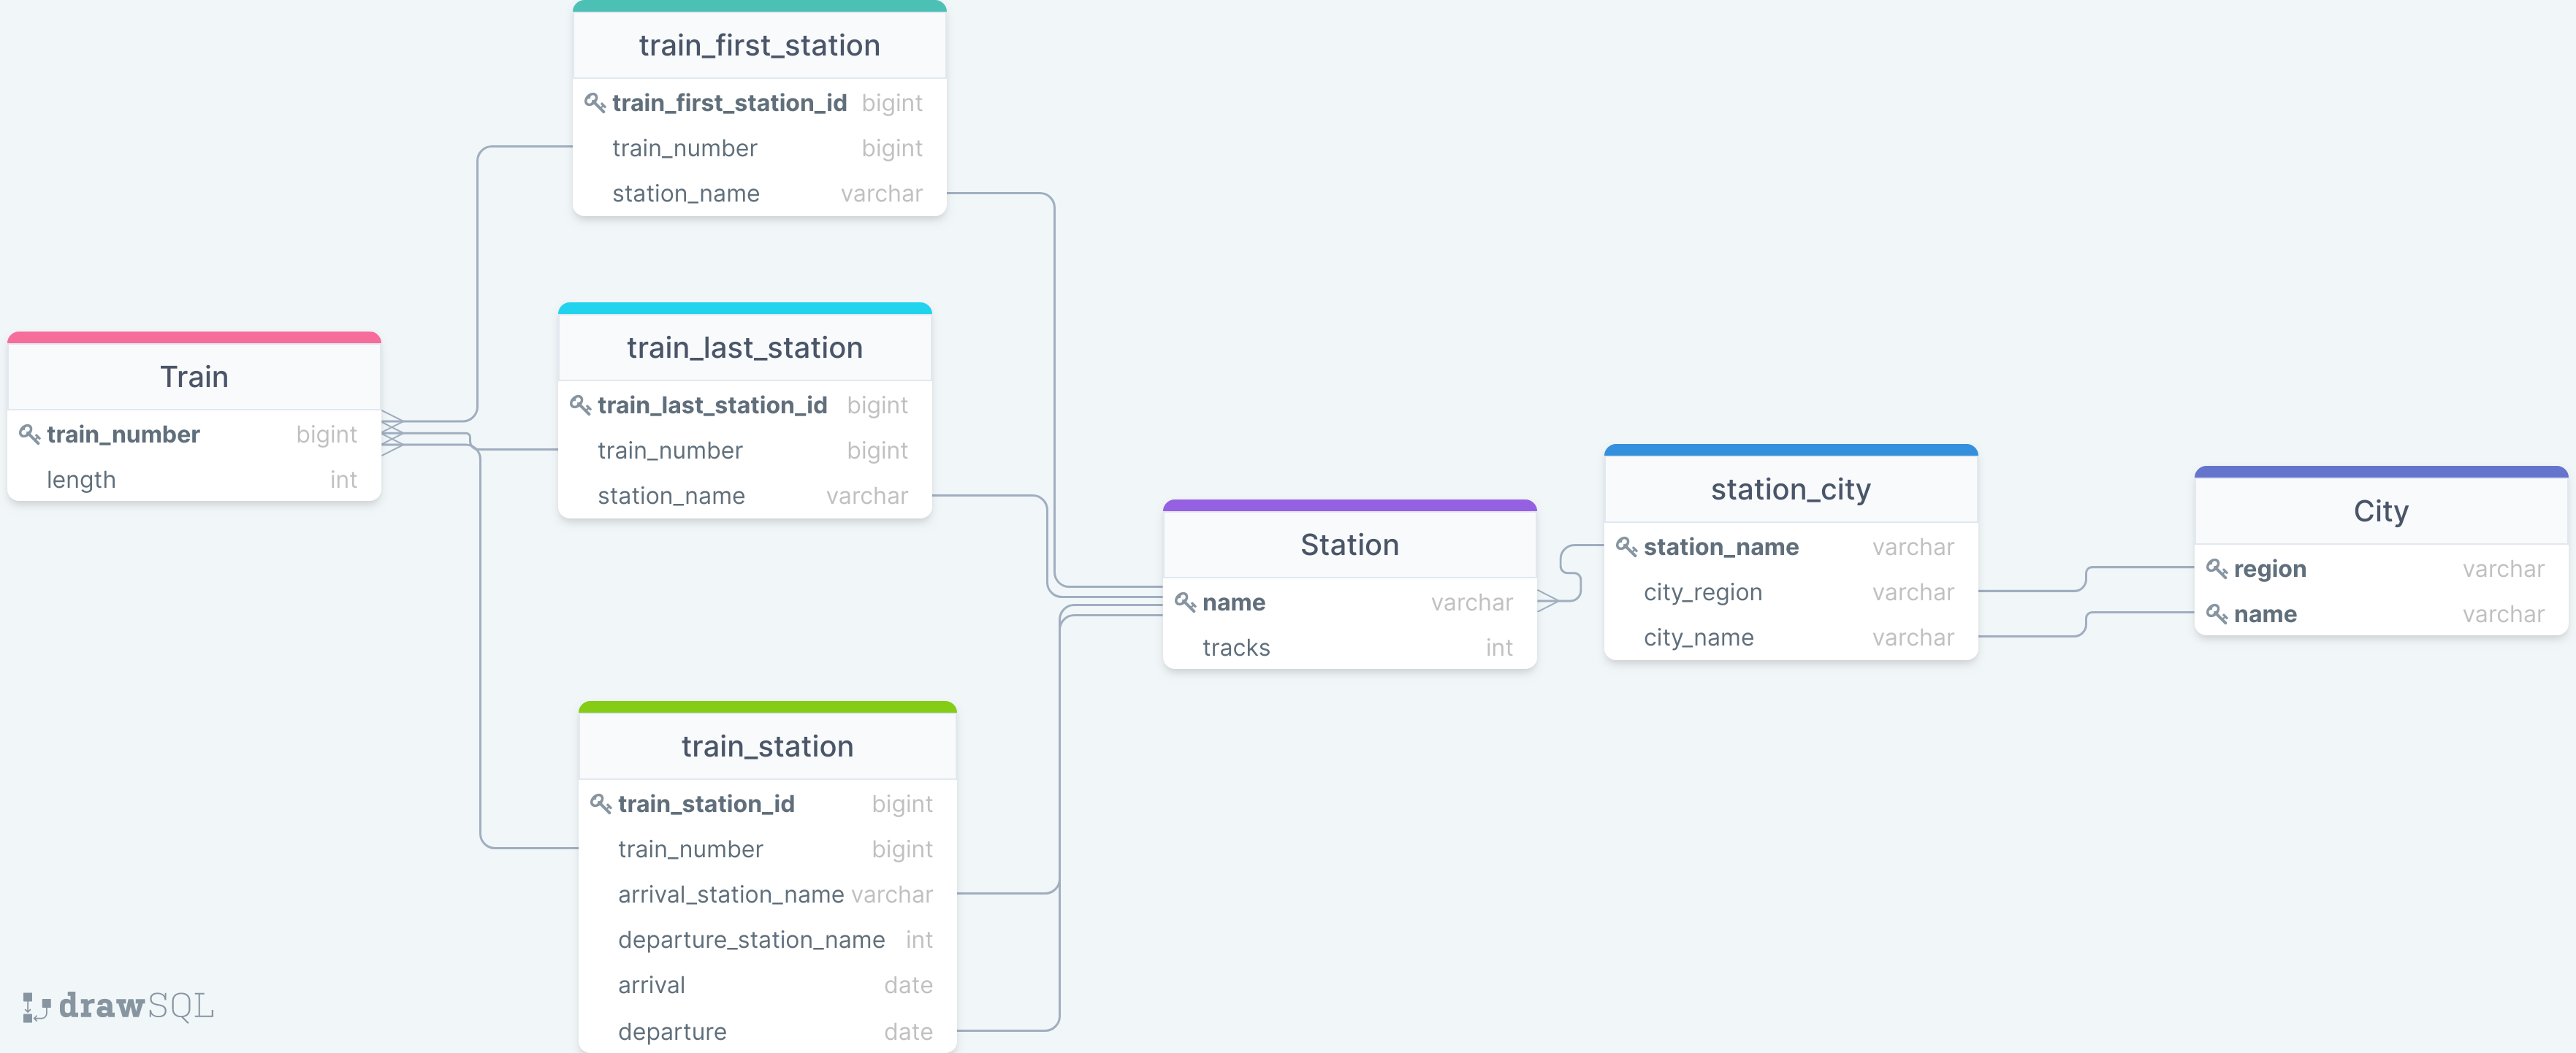 train_first_station
train_first_station_id bigint
train_number bigint
station_name varchar
train_last_station
train_last_station_id bigint
train_number bigint
station_name varchar
Train
train_number bigint
length int
Station
name varchar
tracks int
station_city
station_name varchar
city_region varchar
city_name varchar
City
region varchar
name varchar
train_station
train_station_id bigint
train_number bigint
arrival_station_name varchar
departure_station_name int
arrival date
departure date
drawSQL